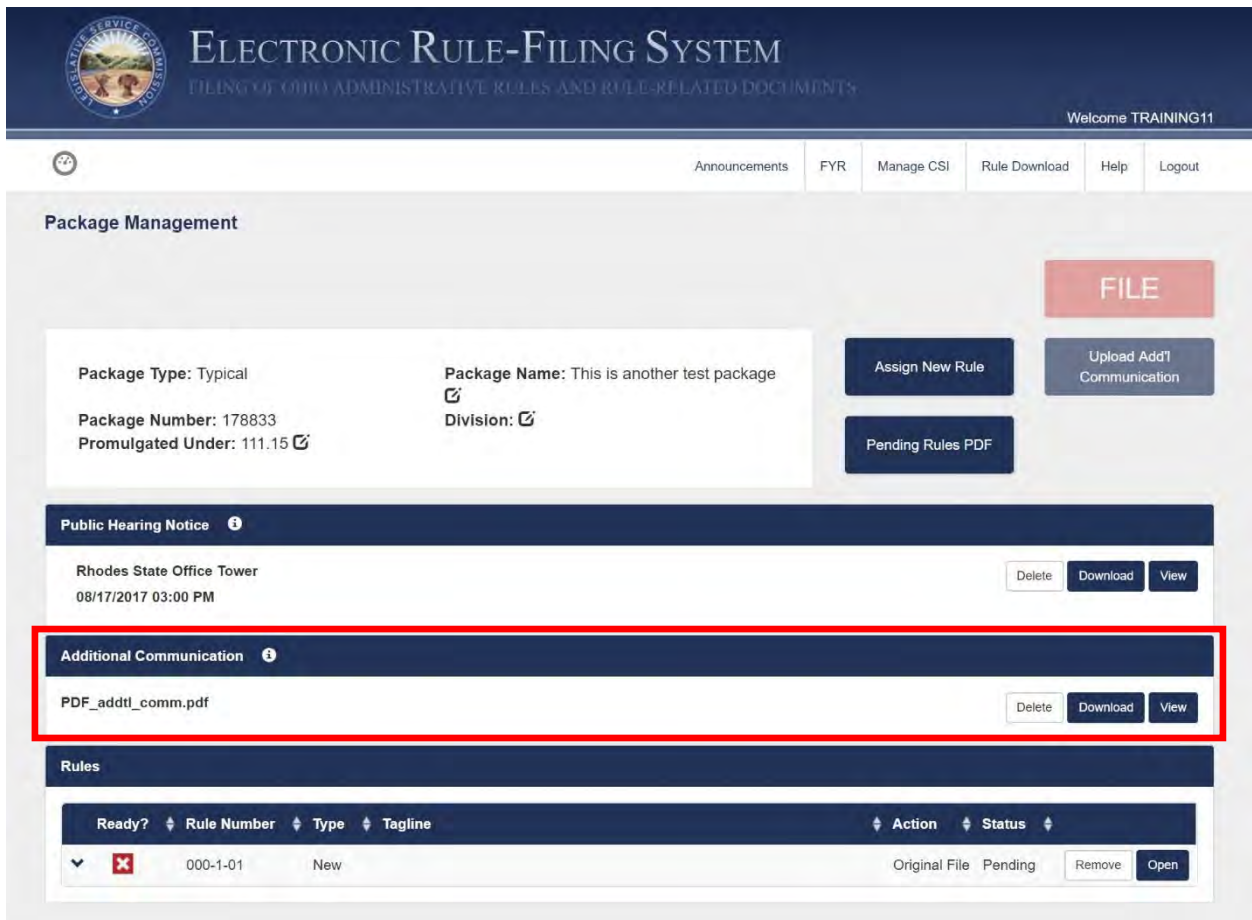 LEGISLATIVE SERVICE COMMISSION
ELECTRONIC RULE-FILING SYSTEM
FILING OF OHIO ADMINISTRATIVE RULES AND RULE-RELATED DOCUMENTS
Welcome TRAINING11
Announcements FYR Manage CSI Rule Download Help Logout
Package Management
FILE
Package Type: Typical
Package Name: This is another test package
Package Number: 178833
Division:
Promulgated Under: 111.15
Assign New Rule
Upload Add'l
Communication
Pending Rules PDF
Public Hearing Notice
Rhodes State Office Tower
08/17/2017 03:00 PM
Delete Download View
Additional Communication
PDF_addtl_comm.pdf
Delete Download View
Rules
Ready? Rule Number Type Tagline Action Status
000-1-01 New Original File Pending Remove Open